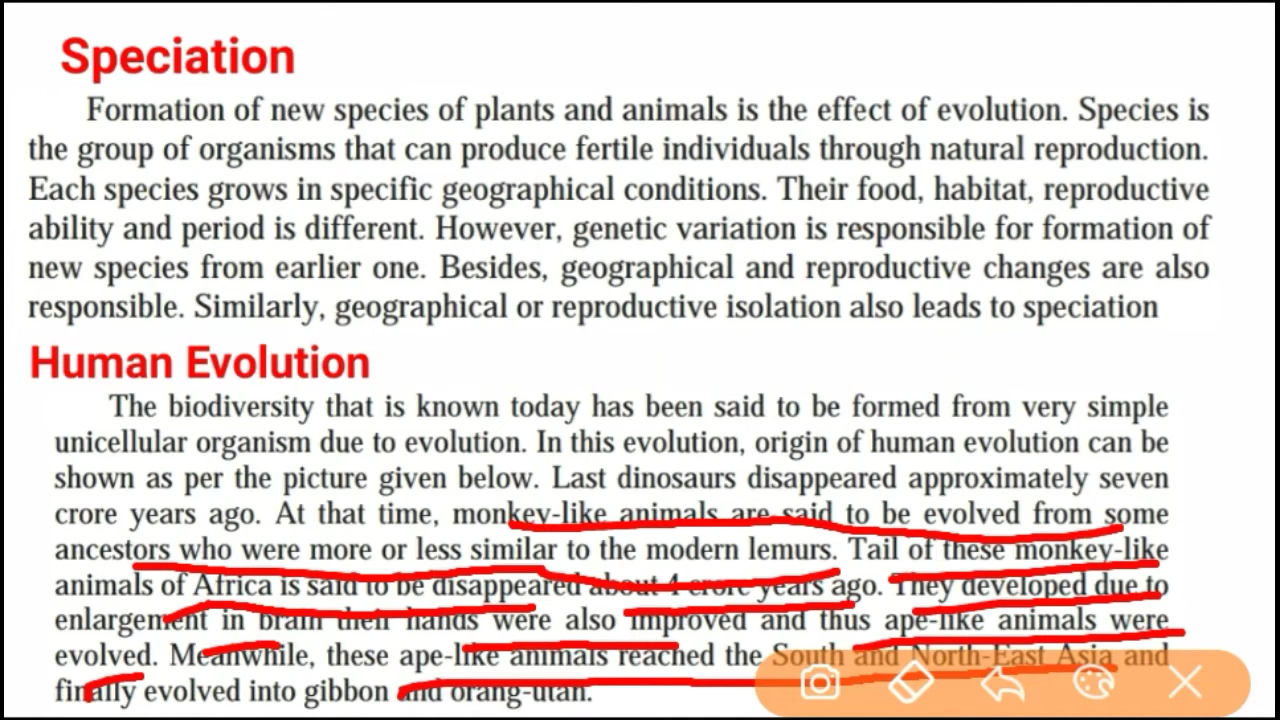 Speciation
Formation of new species of plants and animals is the effect of evolution. Species is
the group of organisms that can produce fertile individuals through natural reproduction.
Each species grows in specific geographical conditions. Their food, habitat, reproductive
ability and period is different. However, genetic variation is responsible for formation of
new species from earlier one. Besides, geographical and reproductive changes are also
responsible. Similarly, geographical or reproductive isolation also leads to speciation
Human Evolution
The biodiversity that is known today has been said to be formed from very simple
unicellular organism due to evolution. In this evolution, origin of human evolution can be
shown as per the picture given below. Last dinosaurs disappeared approximately seven
crore years ago. At that time, monkey-like animals are said to be evolved from some
ancestors who were more or less similar to the modern lemurs. Tail of these monkey-like
animals of Africa is said to be disappeared about 4 crore years ago. They developed due to
enlargement in brain their hands were also improved and thus ape-like animals were
evolved. Meanwhile, these ape-like animals reached the South and North-East Asia and
finally evolved into gibbon and orang-utan.